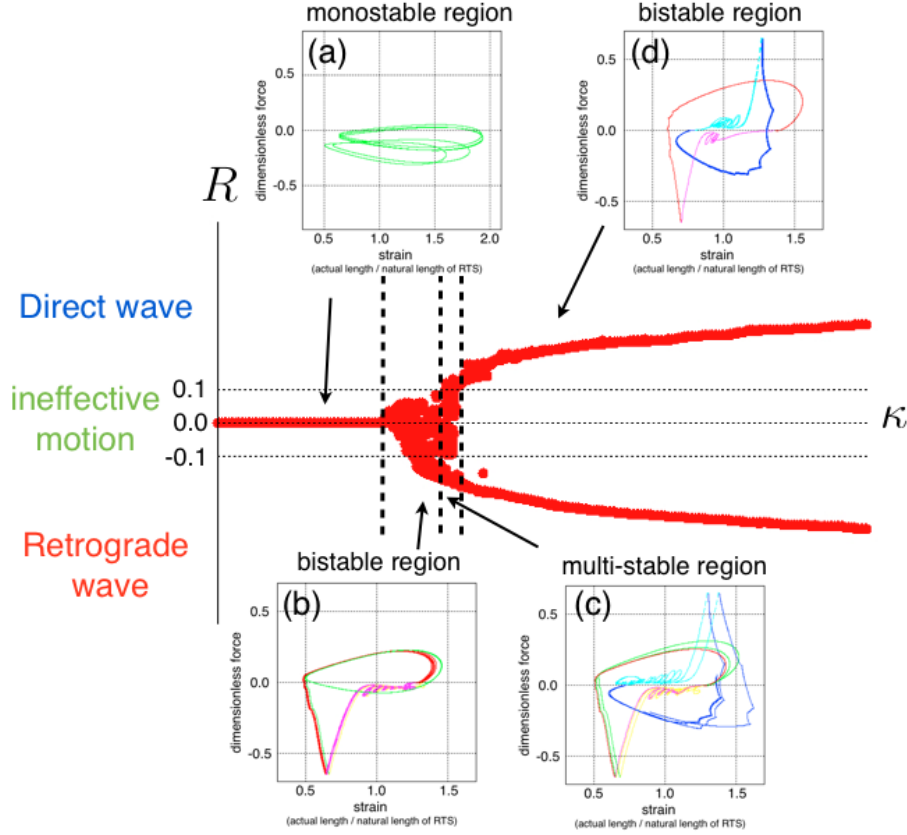 monostable region
(a)
dimensionless force
0.5
0.0
-0.5
0.5 1.0 1.5 2.0
strain
(actual length / natural length of RTS)
bistable region
(d)
dimensionless force
0.5
0.0
-0.5
0.5 1.0 1.5
strain
(actual length / natural length of RTS)
R
Direct wave
ineffective
motion
Retrograde
wave
0.1
0.0
-0.1
κ
bistable region
(b)
dimensionless force
0.5
0.0
-0.5
0.5 1.0 1.5
strain
(actual length / natural length of RTS)
multi-stable region
(c)
dimensionless force
0.5
0.0
-0.5
0.5 1.0 1.5
strain
(actual length / natural length of RTS)